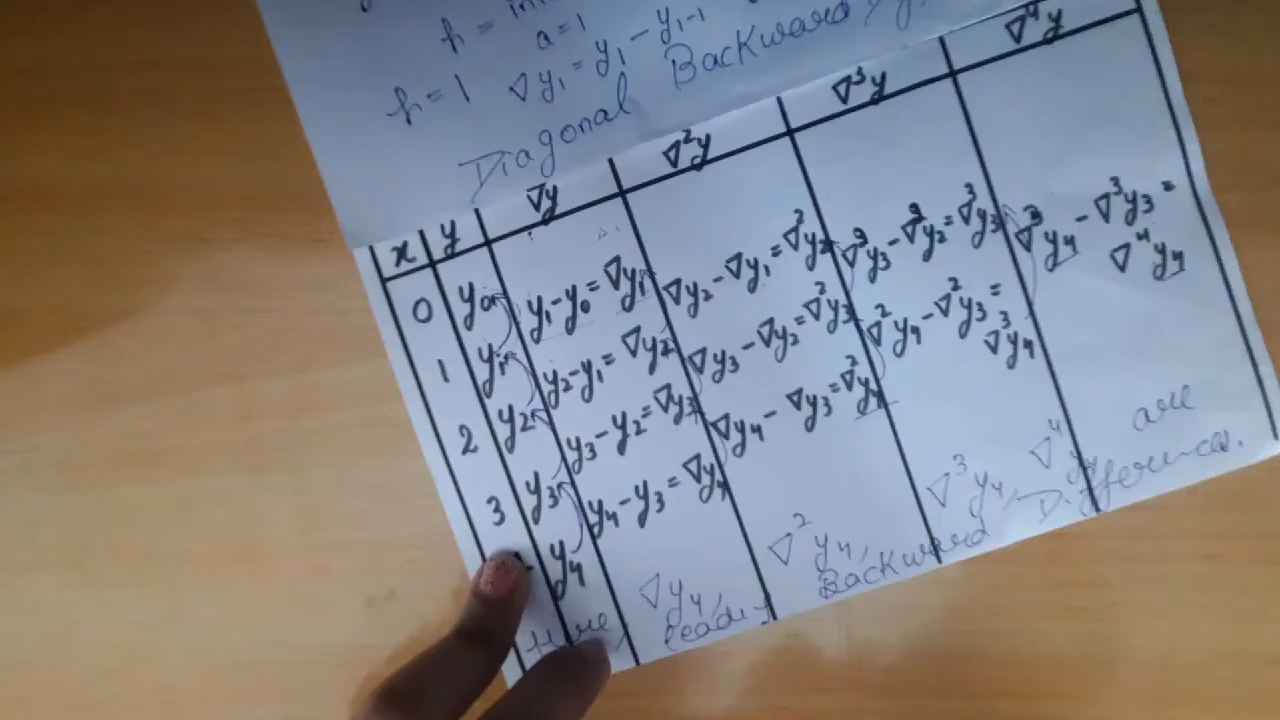 h =
a = 1
h = 1 ∇y₁ = y₁ - y₁₋₁
Diagonal Backward
x y ∇y ∇²y ∇³y ∇⁴y
0 y₀ y₁-y₀ = ∇y₁ ∇y₂ - ∇y₁ = ∇²y₂ ∇²y₃ - ∇²y₂ = ∇³y₃ ∇³y₄ - ∇³y₃ =
∇⁴y₄
1 y₁ y₂-y₁ = ∇y₂ ∇y₃ - ∇y₂ = ∇²y₃ ∇²y₄ - ∇²y₃ =
∇³y₄
2 y₂ y₃-y₂ = ∇y₃ ∇y₄ - ∇y₃ = ∇²y₄
3 y₃ y₄-y₃ = ∇y₄
y₄
Here, ∇y₄, ∇²y₄, ∇³y₄, ∇⁴y₄ are
Backward Differences.